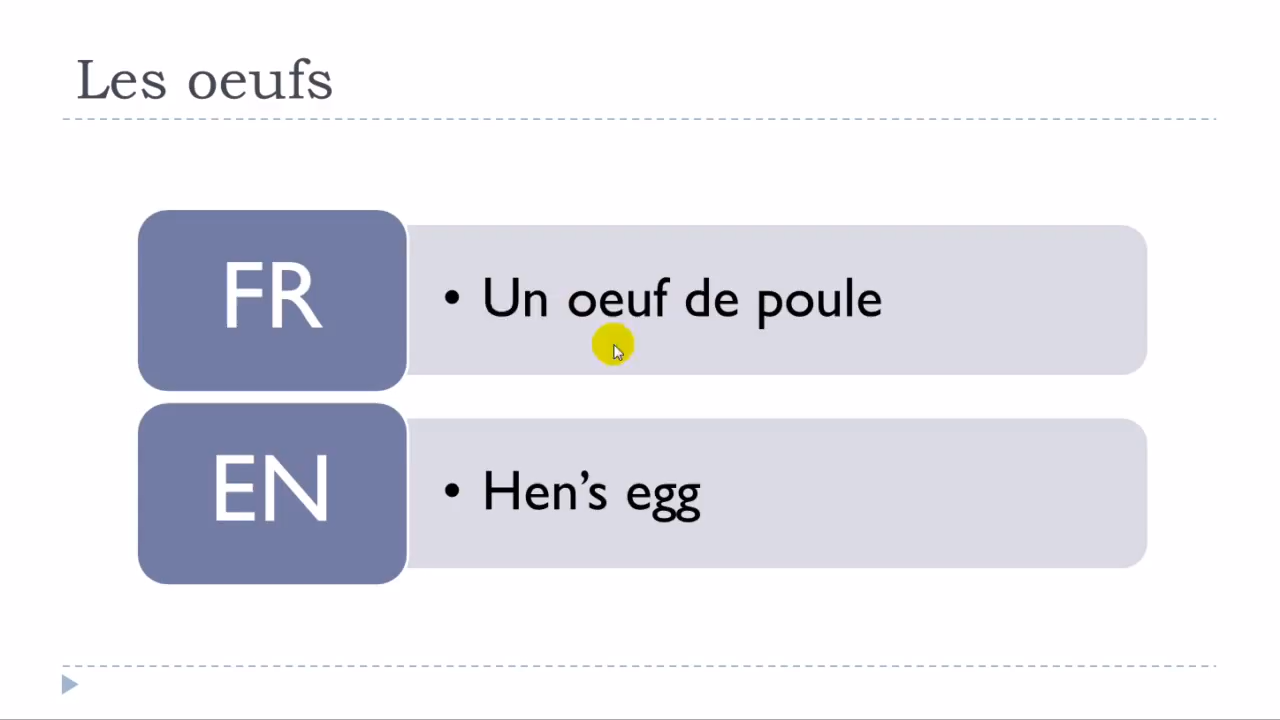 Les oeufs
FR
• Un oeuf de poule
EN
• Hen’s egg